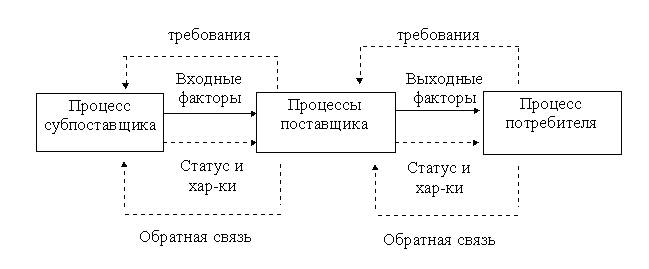 требования
требования
Входные
факторы
Выходные
факторы
Процесс
субпоставщика
Процессы
поставщика
Процесс
потребителя
Статус и
хар-ки
Статус и
хар-ки
Обратная связь
Обратная связь